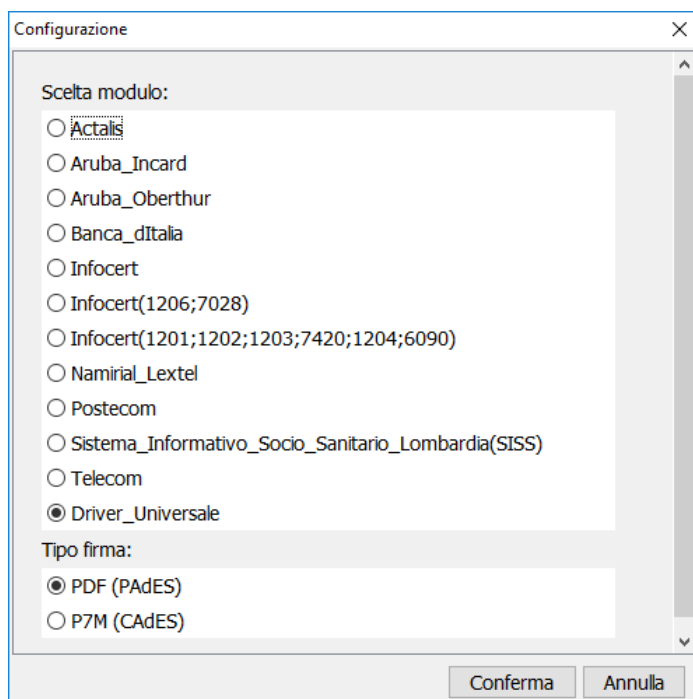 Configurazione
Scelta modulo:
Actalis
Aruba_Incard
Aruba_Oberthur
Banca_dItalia
Infocert
Infocert(1206;7028)
Infocert(1201;1202;1203;7420;1204;6090)
Namirial_Lextel
Postecom
Sistema_Informativo_Socio_Sanitario_Lombardia(SISS)
Telecom
Driver_Universale
Tipo firma:
PDF (PAdES)
P7M (CAdES)
Conferma Annulla